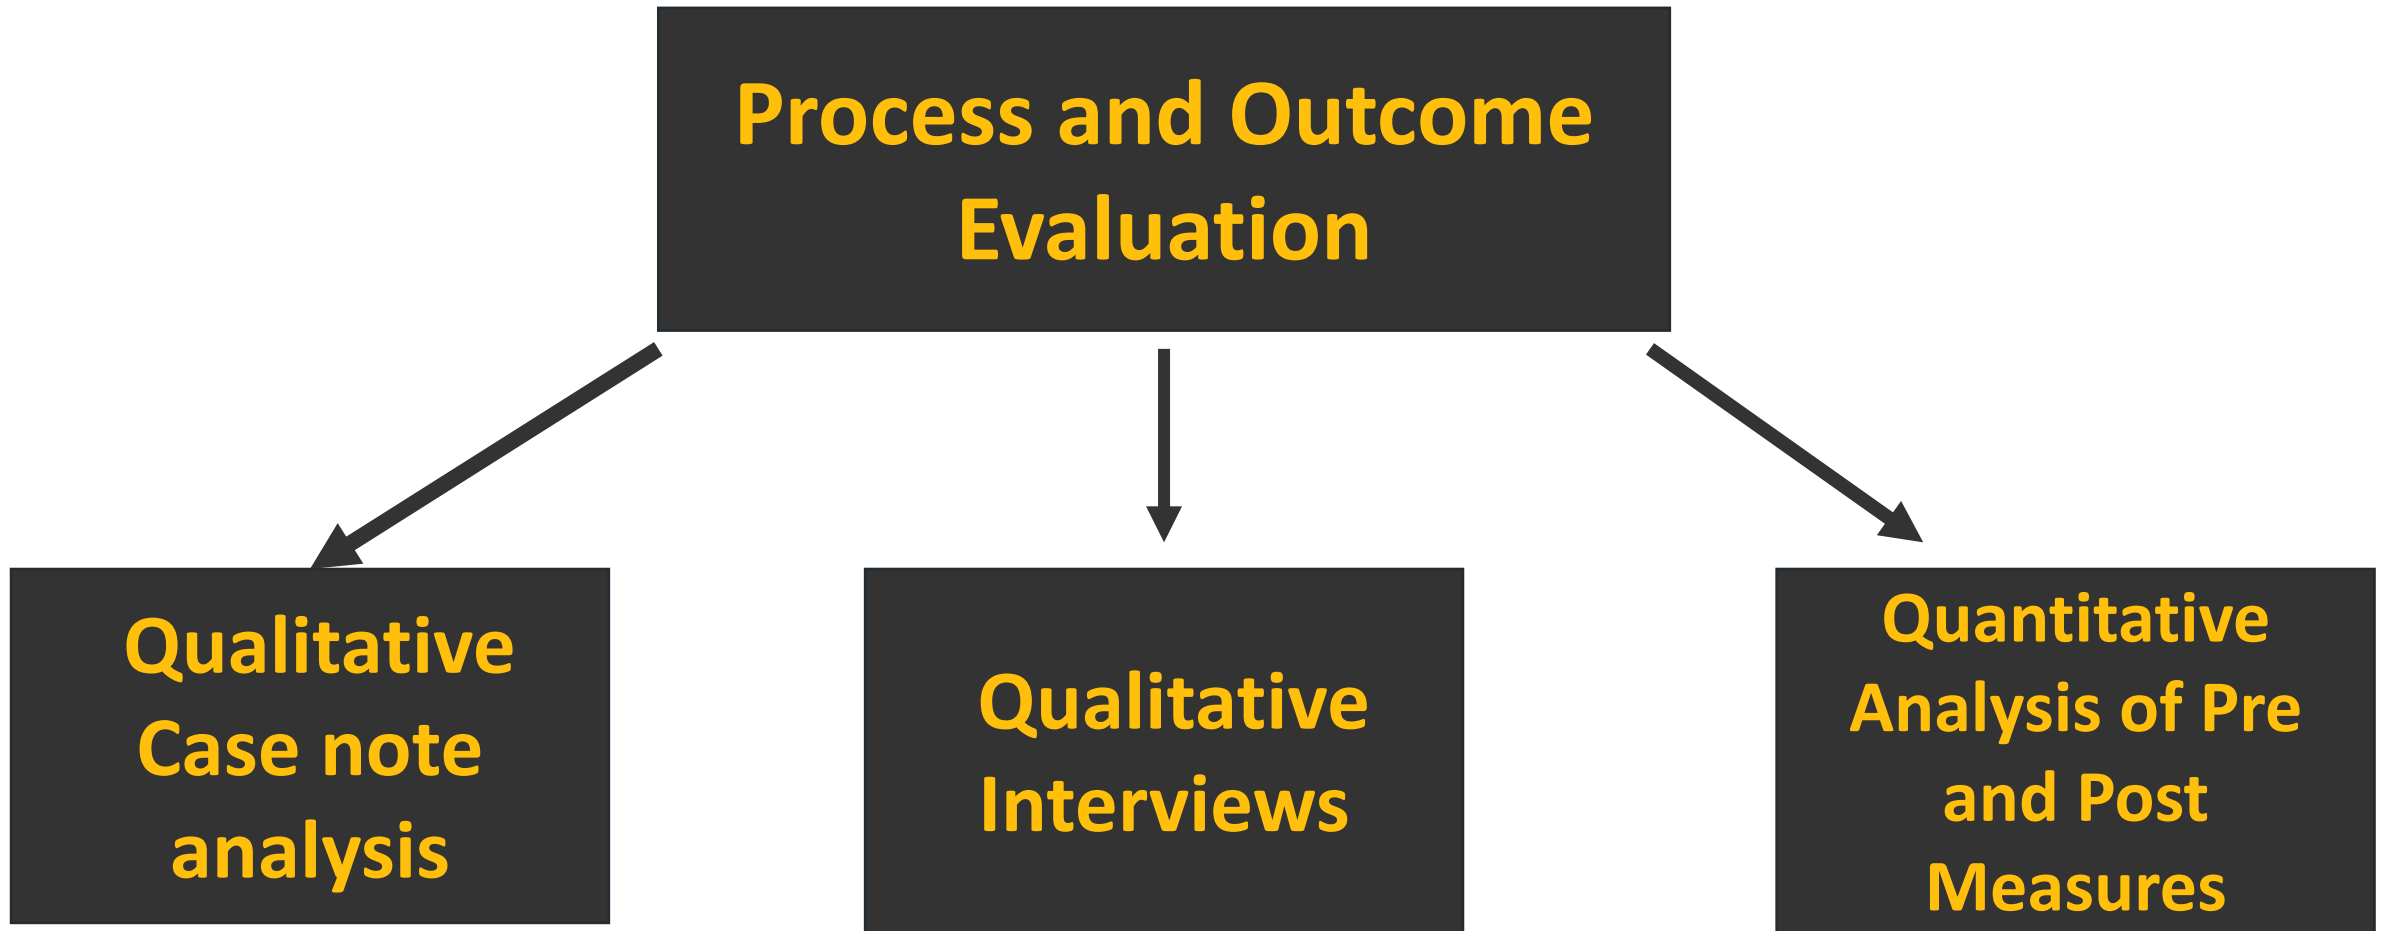 Process and Outcome
Evaluation
Qualitative
Case note
analysis
Qualitative
Interviews
Quantitative
Analysis of Pre
and Post
Measures